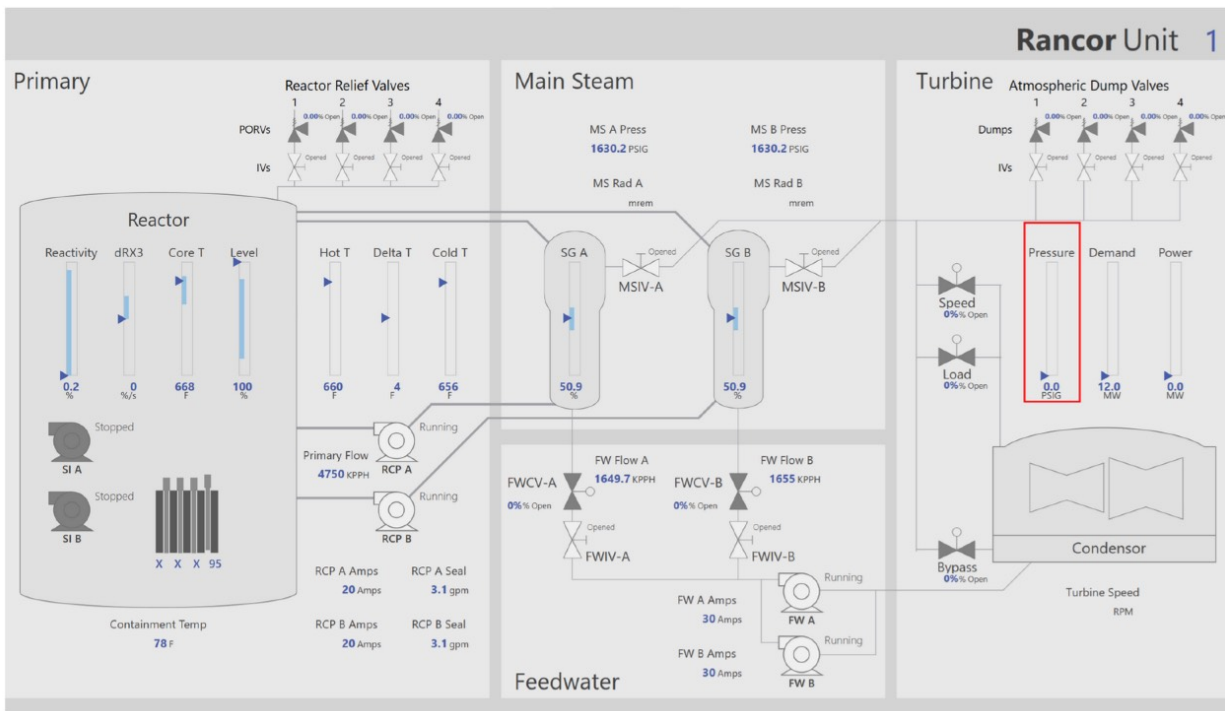 Rancor Unit 1
Primary
Reactor Relief Valves
1 2 3 4
PORVs 0.00% Open 0.00% Open 0.00% Open 0.00% Open
IVs Opened Opened Opened Opened
Reactor
Reactivity dRX3 Core T Level
0.2 0 668 100
% %/s F %
Hot T Delta T Cold T
660 4 656
F F F
Stopped
SI A
Stopped
SI B
X X X 95
Primary Flow
4750 KPPH
Running
RCP A
Running
RCP B
RCP A Amps RCP A Seal
20 Amps 3.1 gpm
RCP B Amps RCP B Seal
20 Amps 3.1 gpm
Containment Temp
78 F
Main Steam
MS A Press MS B Press
1630.2 PSIG 1630.2 PSIG
MS Rad A MS Rad B
mrem mrem
SG A
50.9
%
Opened
MSIV-A
SG B
50.9
%
Opened
MSIV-B
FW Flow A
FWCV-A 1649.7 KPPH
0% % Open
Opened
FWIV-A
FW Flow B
FWCV-B 1655 KPPH
0% % Open
Opened
FWIV-B
FW A Amps
30 Amps
Running
FW A
FW B Amps
30 Amps
Running
FW B
Feedwater
Turbine
Atmospheric Dump Valves
1 2 3 4
Dumps 0.00% Open 0.00% Open 0.00% Open 0.00% Open
IVs Opened Opened Opened Opened
Pressure Demand Power
0.0 12.0 0.0
PSIG MW MW
Speed
0% % Open
Load
0% % Open
Bypass
0% % Open
Condensor
Turbine Speed
RPM